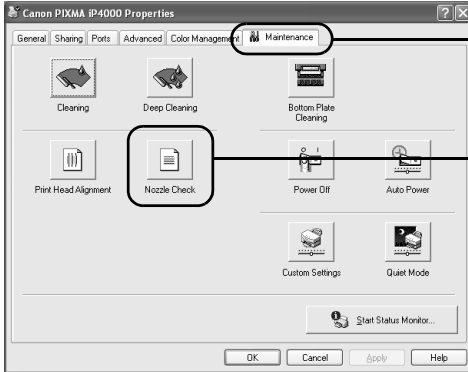 Canon PIXMA iP4000 Properties
General Sharing Ports Advanced Color Management Maintenance
Cleaning Deep Cleaning Bottom Plate
Cleaning
Print Head Alignment Nozzle Check Power Off Auto Power
Custom Settings Quiet Mode
Start Status Monitor...
OK Cancel Apply Help